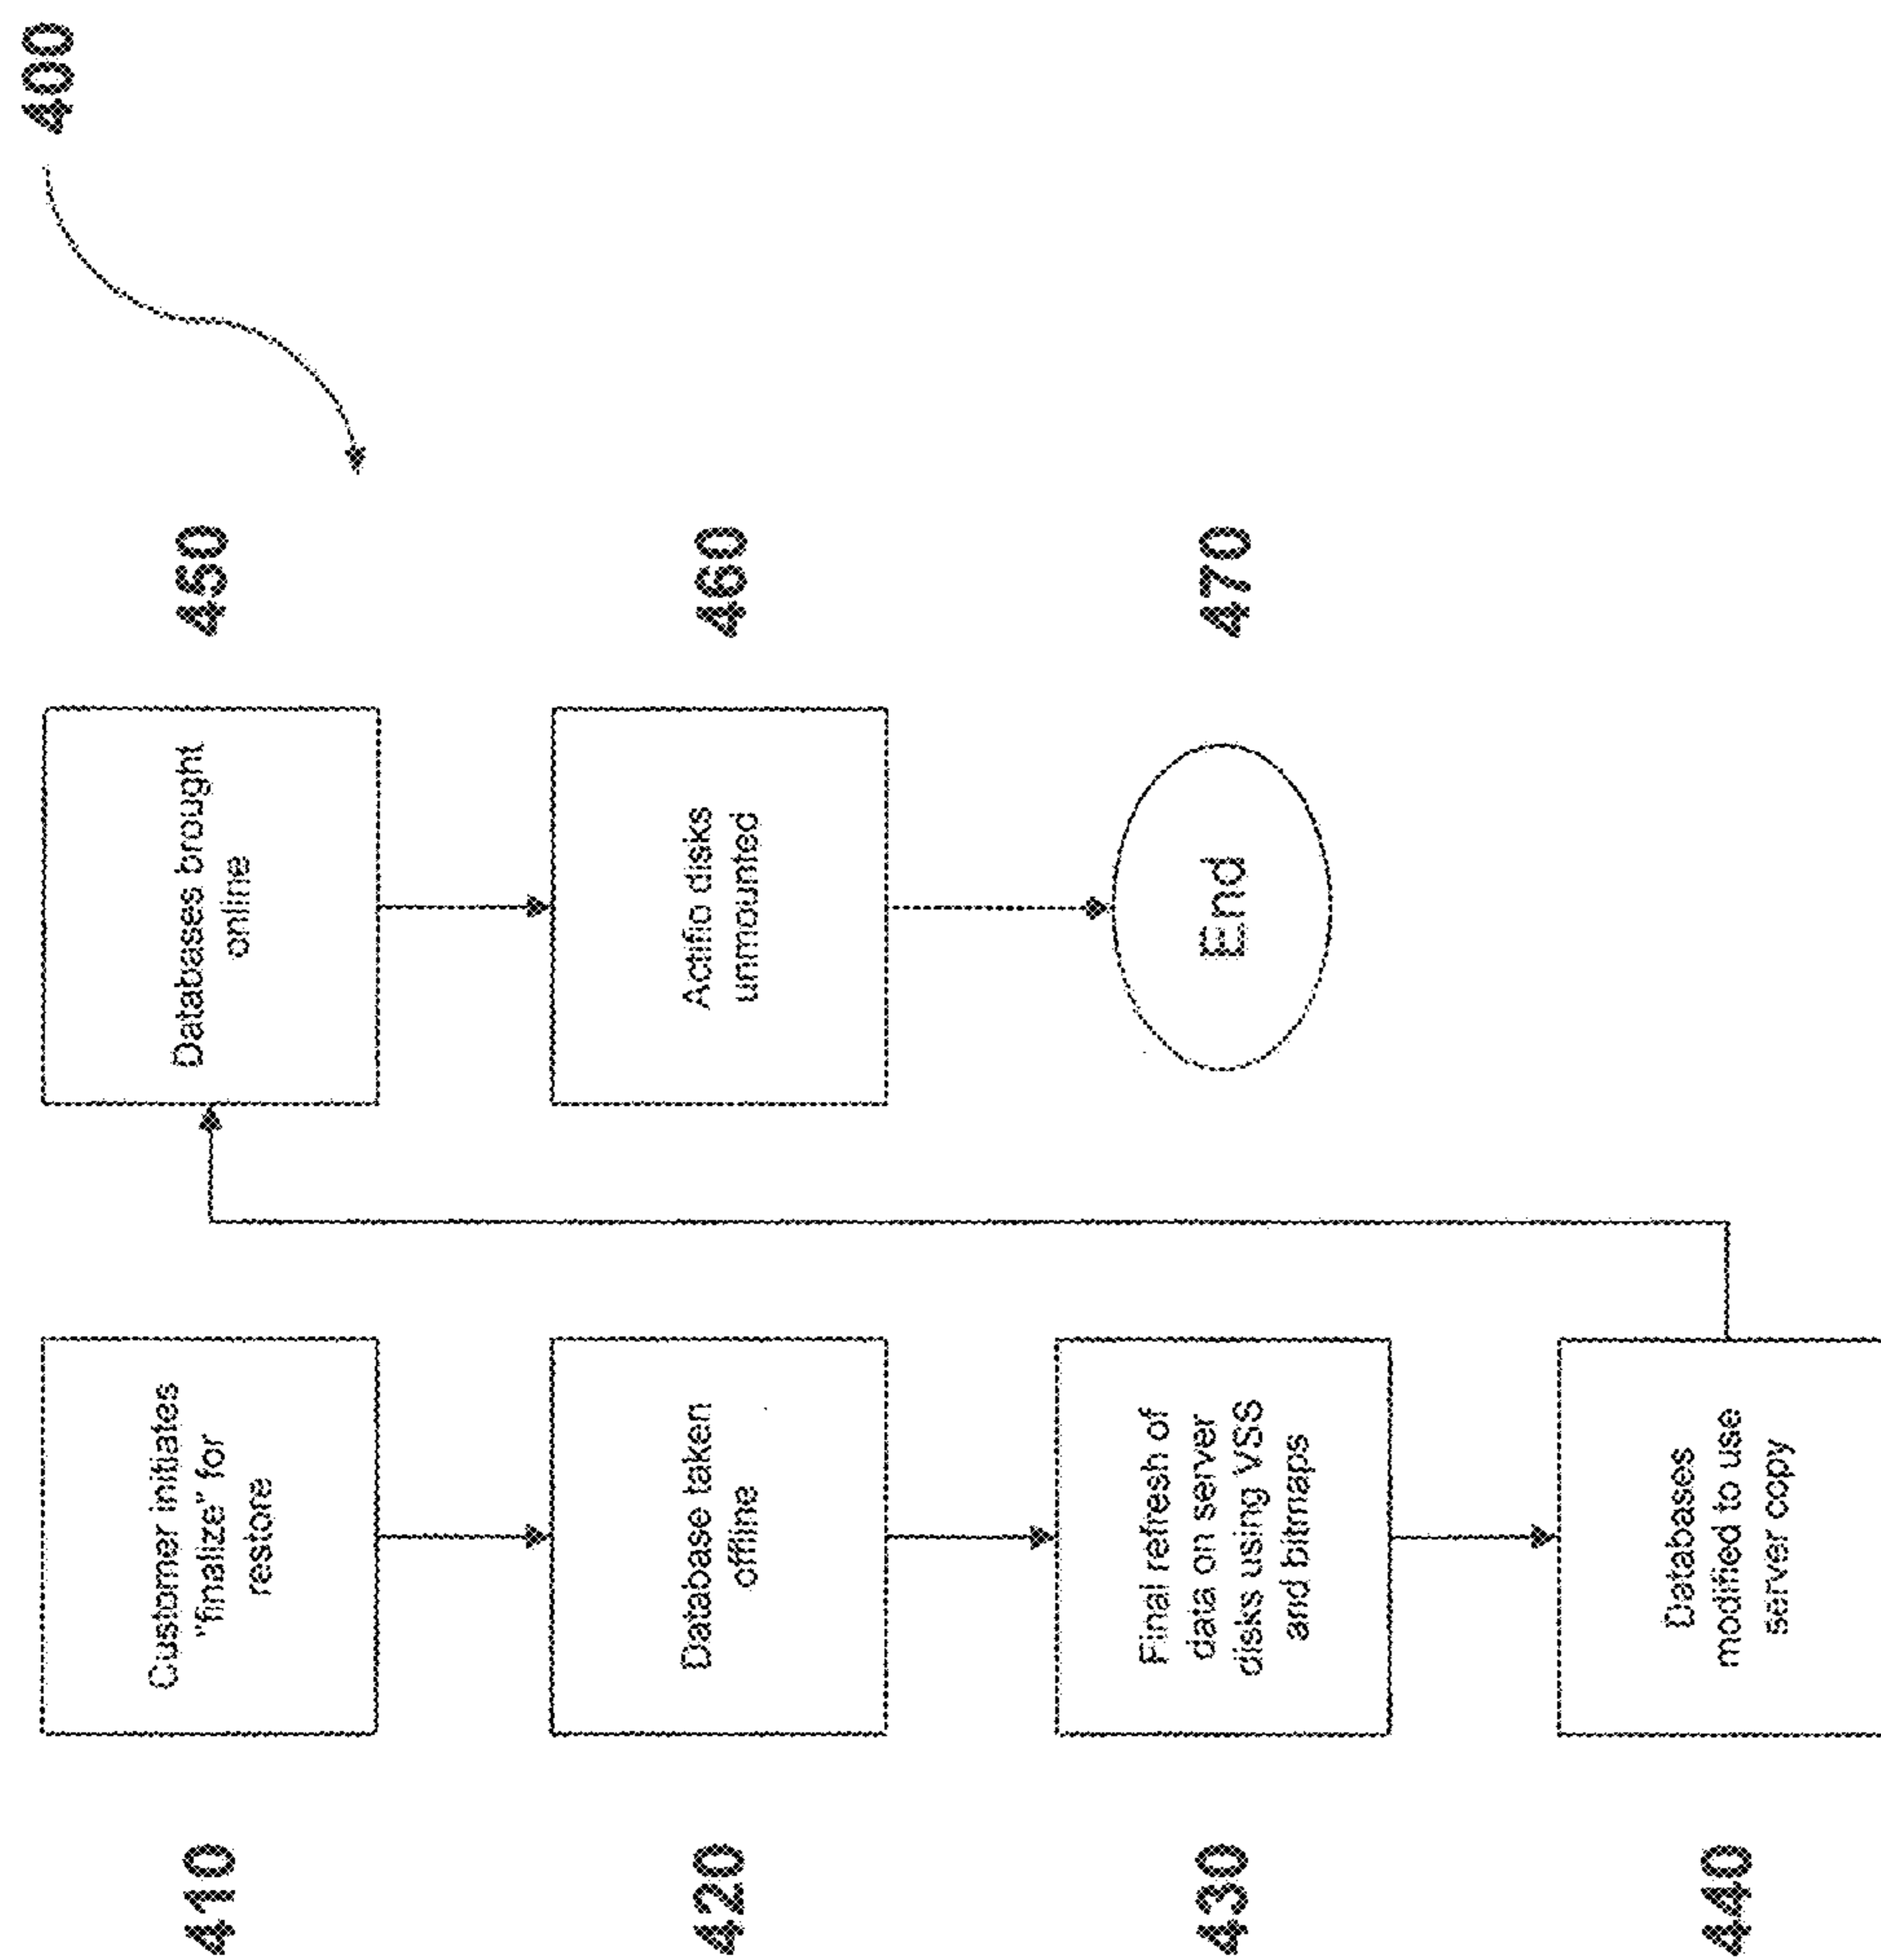 400
410
Customer initiates
"finalize" for
restore
420
Database taken
offline
430
Final refresh of
data on server
disks using VSS
and bitmaps
440
Databases
modified to use
server copy
450
Databases brought
online
460
Actifio disks
unmounted
470
End